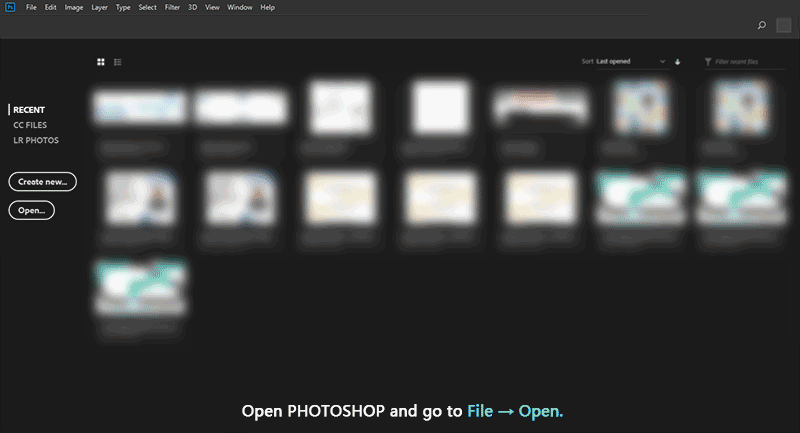 Ps File Edit Image Layer Type Select Filter 3D View Window Help
Sort Last opened Filter recent files
RECENT
CC FILES
LR PHOTOS
Create new...
Open...
Open PHOTOSHOP and go to File → Open.